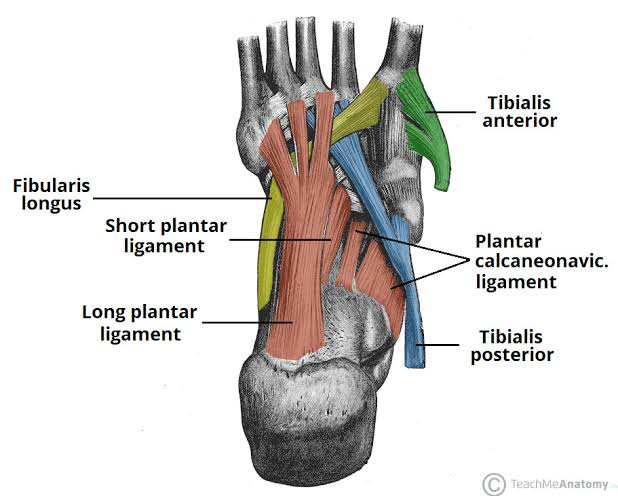 Tibialis
anterior
Fibularis
longus
Short plantar
ligament
Plantar
calcaneonavic.
ligament
Long plantar
ligament
Tibialis
posterior
© TeachMeAnatomy